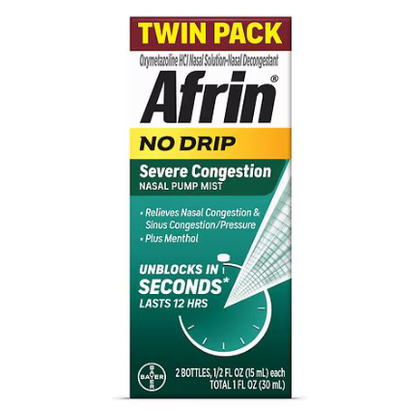 TWIN PACK
Oxymetazoline HCl Nasal Solution-Nasal Decongestant
Afrin®
NO DRIP
Severe Congestion
NASAL PUMP MIST
• Relieves Nasal Congestion &
Sinus Congestion/Pressure
• Plus Menthol
UNBLOCKS IN
SECONDS*
LASTS 12 HRS
BAYER
BAYER
2 BOTTLES, 1/2 FL OZ (15 mL) each
TOTAL 1 FL OZ (30 mL)